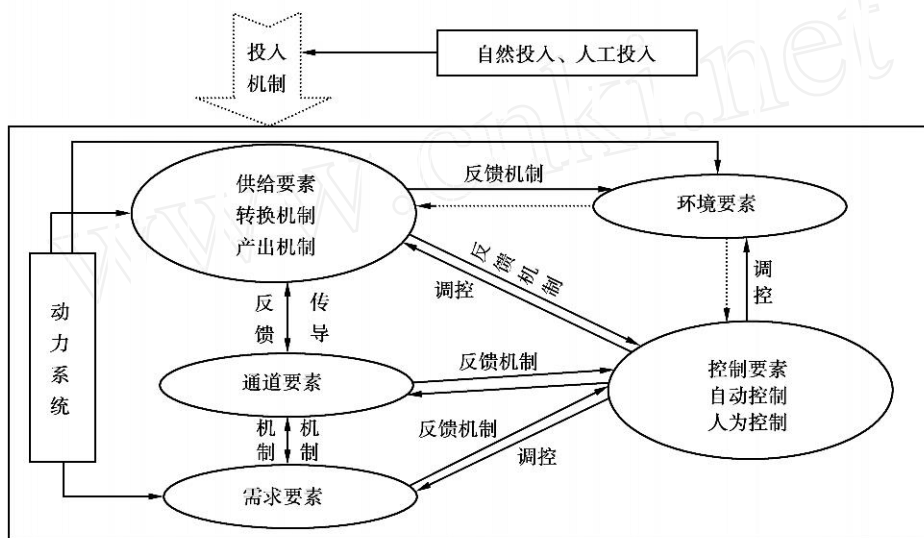 投入
机制
自然投入、人工投入
供给要素
转换机制
产出机制
反馈机制
环境要素
反馈机制
调控
调控
动力系统
反馈
传导
通道要素
反馈机制
控制要素
自动控制
人为控制
机制
机制
反馈机制
调控
需求要素
www.cnki.net